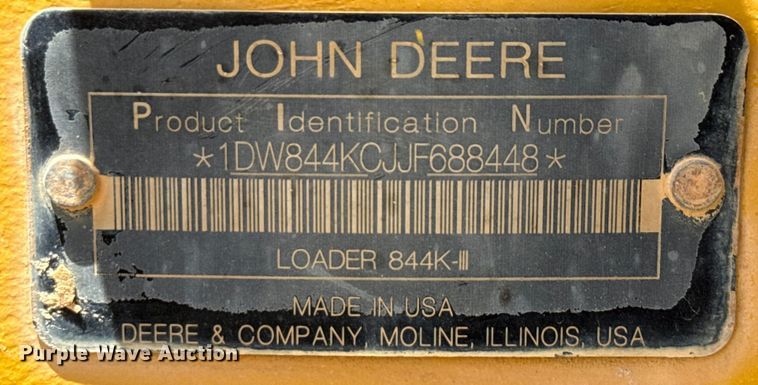 JOHN DEERE
Product Identification Number
*1DW844KCJJF688448*
LOADER 844K-III
MADE IN USA
DEERE & COMPANY, MOLINE, ILLINOIS, USA
Purple Wave Auction